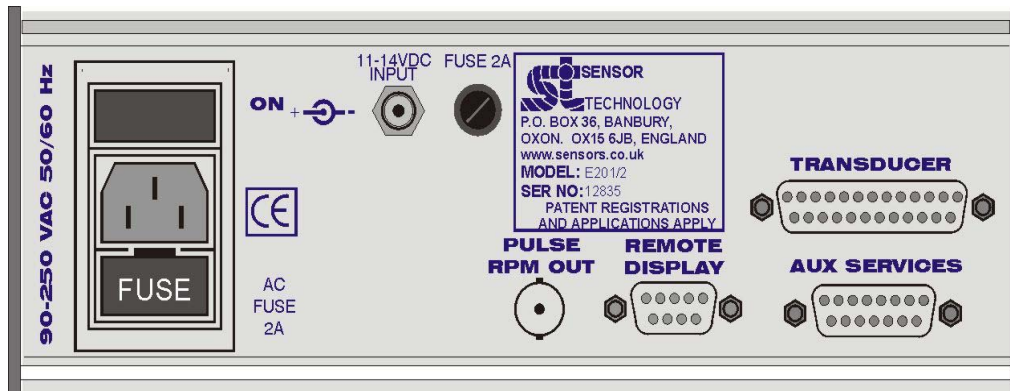 90-250 VAC 50/60 Hz
FUSE
ON + -
CE
AC
FUSE
2A
11-14VDC
INPUT
FUSE 2A
St SENSOR
TECHNOLOGY
P.O. BOX 36, BANBURY,
OXON. OX15 6JB, ENGLAND
www.sensors.co.uk
MODEL: E201/2
SER NO: 12835
PATENT REGISTRATIONS
AND APPLICATIONS APPLY
PULSE
RPM OUT
REMOTE
DISPLAY
TRANSDUCER
AUX SERVICES